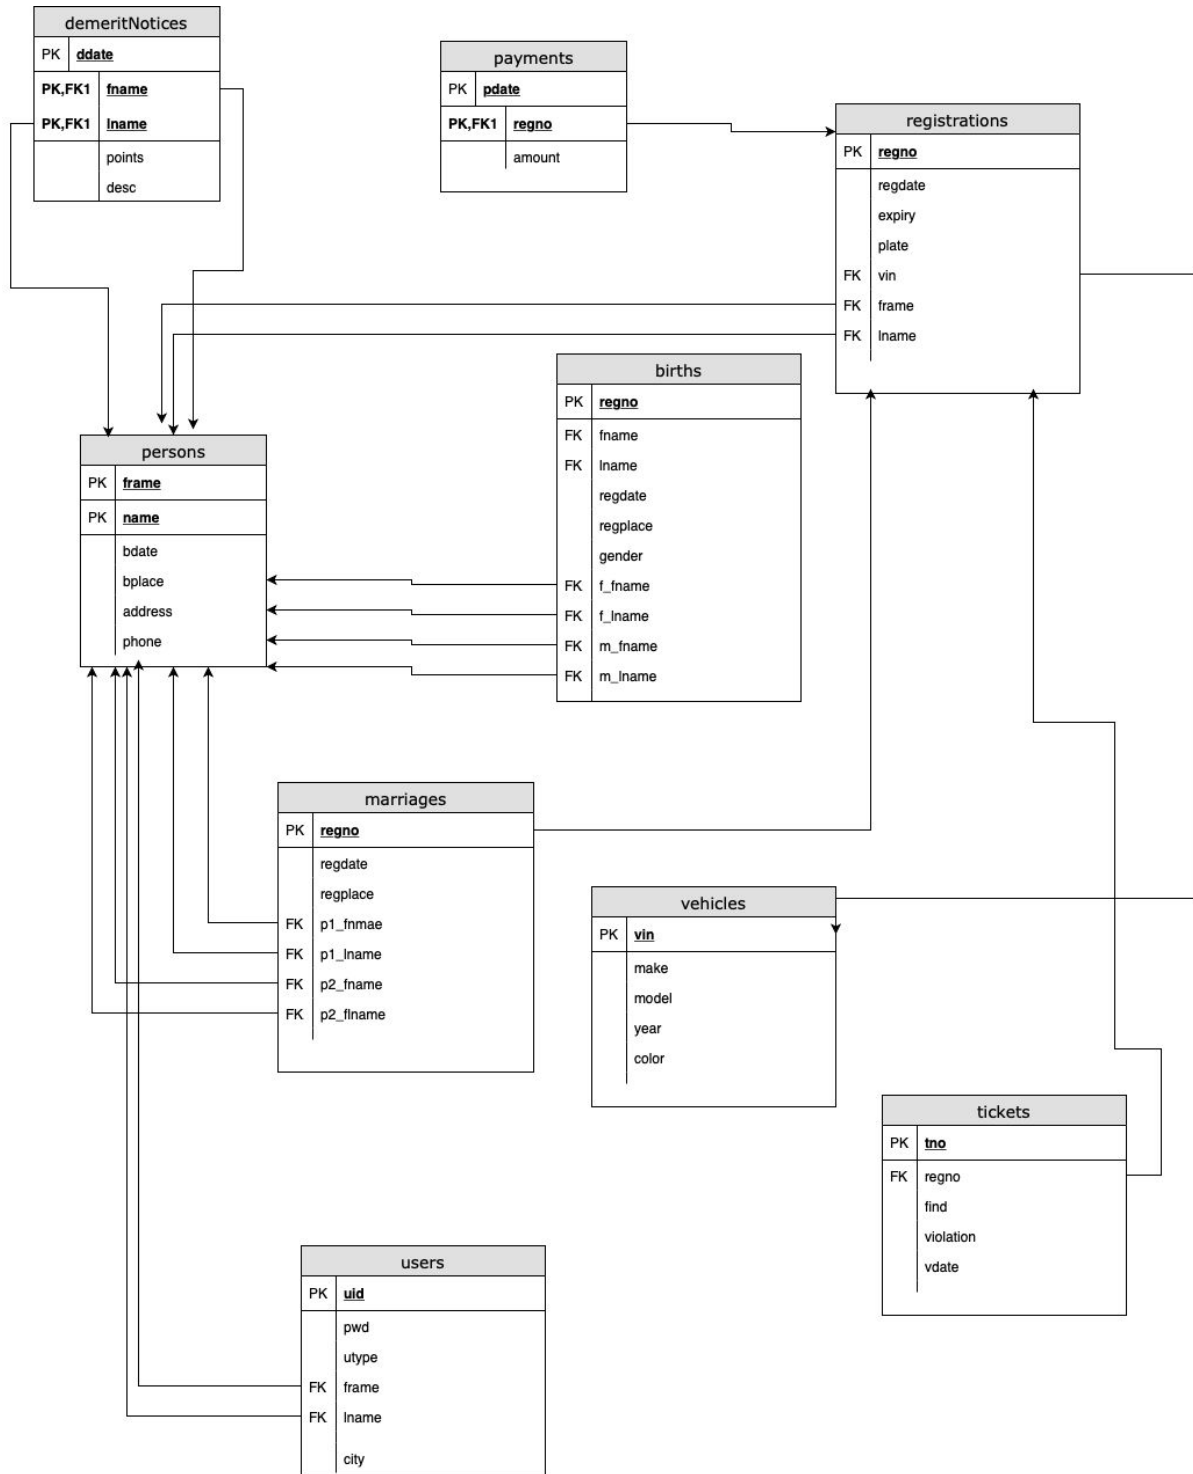 demeritNotices
PK ddate
PK,FK1 fname
PK,FK1 lname
points
desc
payments
PK pdate
PK,FK1 regno
amount
registrations
PK regno
regdate
expiry
plate
FK vin
FK frame
FK lname
births
PK regno
FK fname
FK lname
regdate
regplace
gender
FK f_fname
FK f_lname
FK m_fname
FK m_lname
persons
PK frame
PK name
bdate
bplace
address
phone
marriages
PK regno
regdate
regplace
FK p1_fnmae
FK p1_lname
FK p2_fname
FK p2_flname
vehicles
PK vin
make
model
year
color
tickets
PK tno
FK regno
find
violation
vdate
users
PK uid
pwd
utype
FK frame
FK lname
city